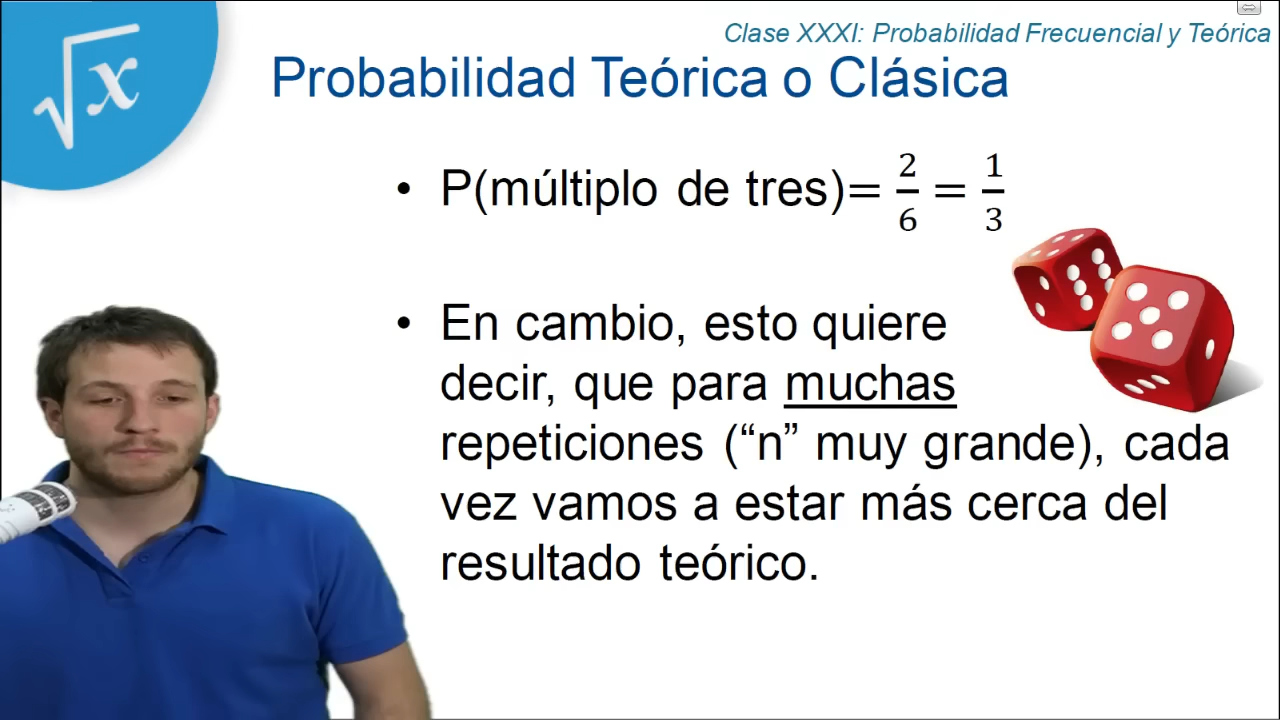 √x
Clase XXXI: Probabilidad Frecuencial y Teórica
Probabilidad Teórica o Clásica
• P(múltiplo de tres)= 2/6 = 1/3
• En cambio, esto quiere
decir, que para muchas
repeticiones (“n” muy grande), cada
vez vamos a estar más cerca del
resultado teórico.